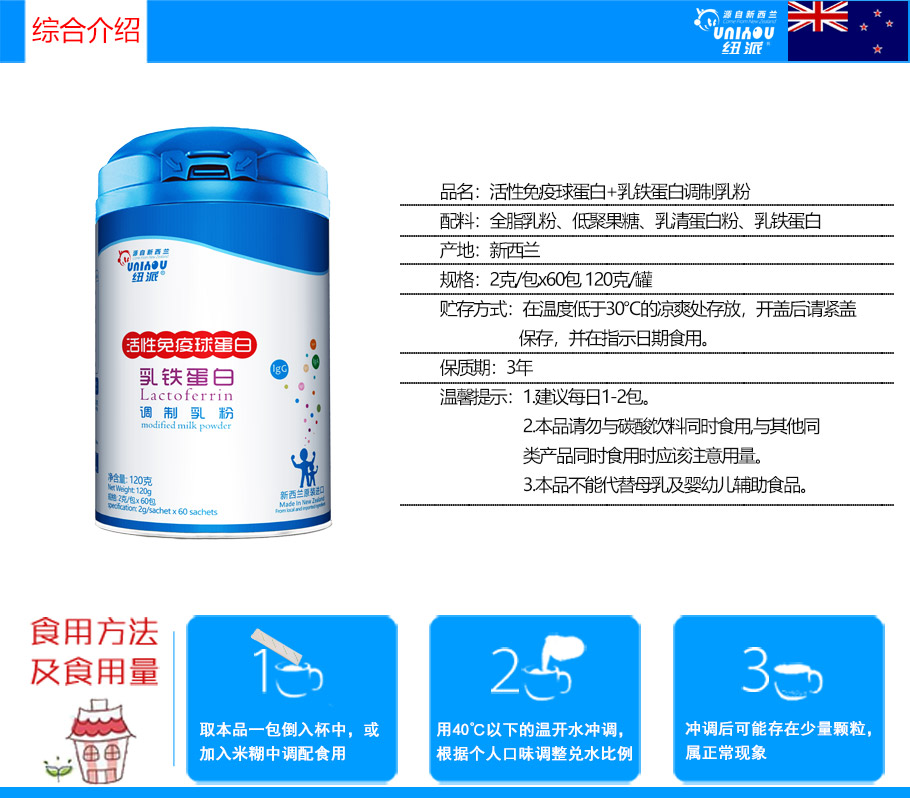 综合介绍
源自新西兰
Come From New Zealand
UNIHOU
纽派
品名：活性免疫球蛋白+乳铁蛋白调制乳粉
配料：全脂乳粉、低聚果糖、乳清蛋白粉、乳铁蛋白
产地：新西兰
规格：2克/包x60包 120克/罐
贮存方式：在温度低于30℃的凉爽处存放，开盖后请紧盖
保存，并在指示日期食用。
保质期：3年
温馨提示：1.建议每日1-2包。
2.本品请勿与碳酸饮料同时食用,与其他同
类产品同时食用时应该注意用量。
3.本品不能代替母乳及婴幼儿辅助食品。
源自新西兰
UNIHOU
纽派
活性免疫球蛋白
IgG
乳铁蛋白
Lactoferrin
调制乳粉
modified milk powder
净含量: 120克
Net Weight: 120g
规格: 2克/包x 60包
specification: 2g/sachet x 60 sachets
新西兰原装进口
Made In New Zealand
From local and imported ingredients
食用方法
及食用量
1
取本品一包倒入杯中，或
加入米糊中调配食用
2
用40℃以下的温开水冲调，
根据个人口味调整兑水比例
3
冲调后可能存在少量颗粒，
属正常现象